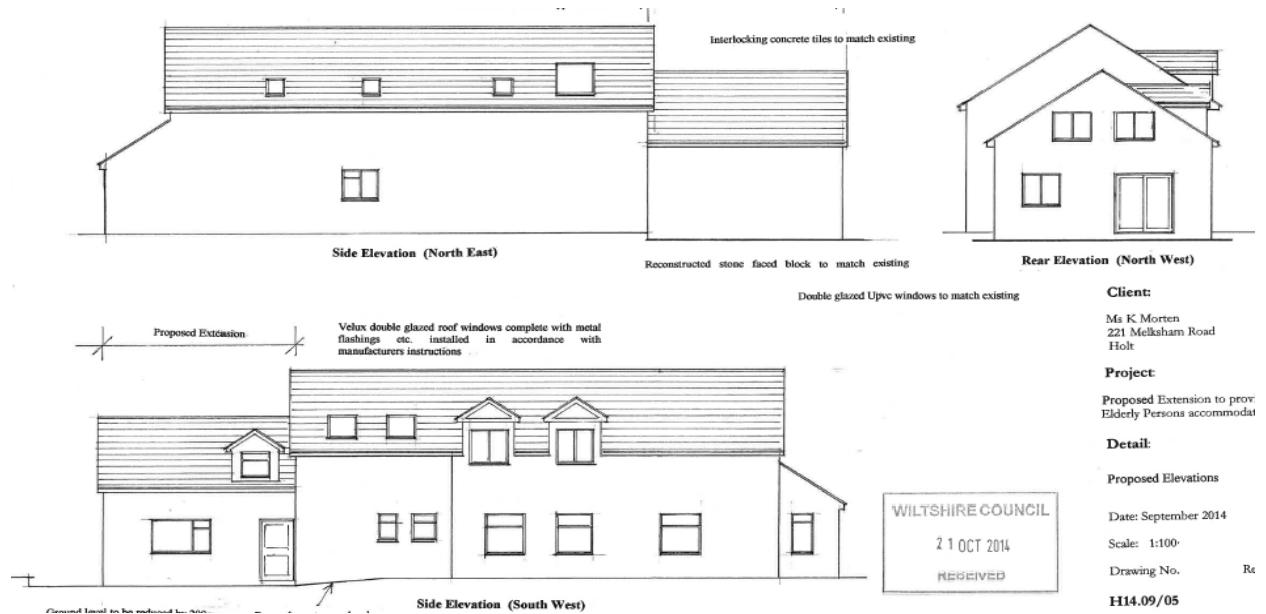 Interlocking concrete tiles to match existing
Side Elevation (North East)
Reconstructed stone faced block to match existing
Rear Elevation (North West)
Double glazed Upvc windows to match existing
Client:
Ms K Morten
221 Melksham Road
Holt
Project:
Proposed Extension to prov
Elderly Persons accommodat
Detail:
Proposed Elevations
Date: September 2014
Scale: 1:100
Drawing No.
Re
H14.09/05
Proposed Extension
Velux double glazed roof windows complete with metal
flashings etc. installed in accordance with
manufacturers instructions
WILTSHIRE COUNCIL
21 OCT 2014
RECEIVED
Side Elevation (South West)
Ground level to be reduced by